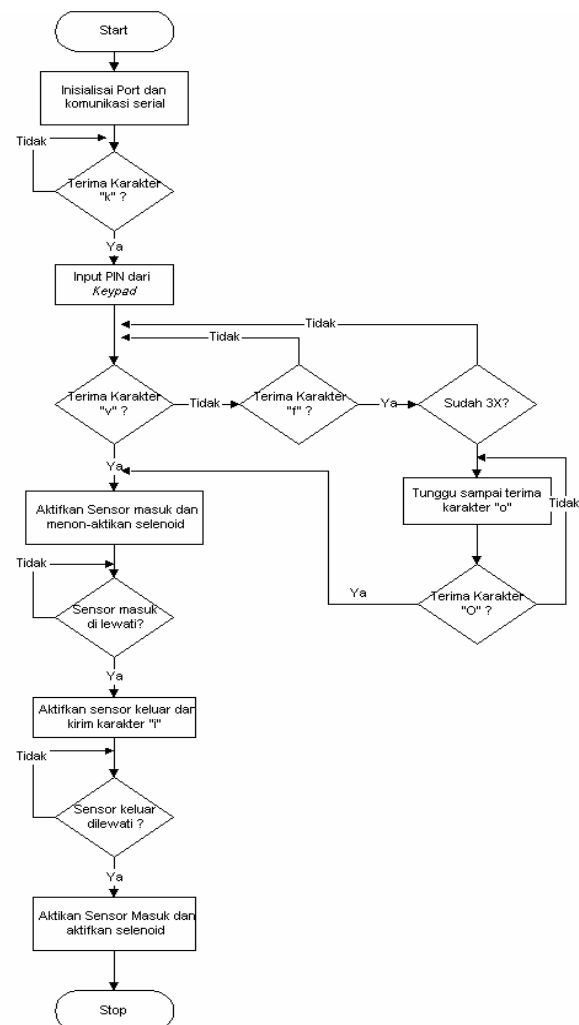 Start
Inisialisai Port dan
komunikasi serial
Tidak
Terima Karakter
"k" ?
Ya
Input PIN dari
Keypad
Tidak
Tidak
Terima Karakter
"v" ?
Tidak
Terima Karakter
"f" ?
Ya
Sudah 3X?
Ya
Tunggu sampai terima
karakter "o"
Tidak
Aktifkan Sensor masuk dan
menon-aktikan selenoid
Tidak
Ya
Terima Karakter
"O" ?
Sensor masuk
di lewati?
Ya
Aktifkan sensor keluar dan
kirim karakter "i"
Tidak
Sensor keluar
dilewati ?
Ya
Aktikan Sensor Masuk dan
aktifkan selenoid
Stop